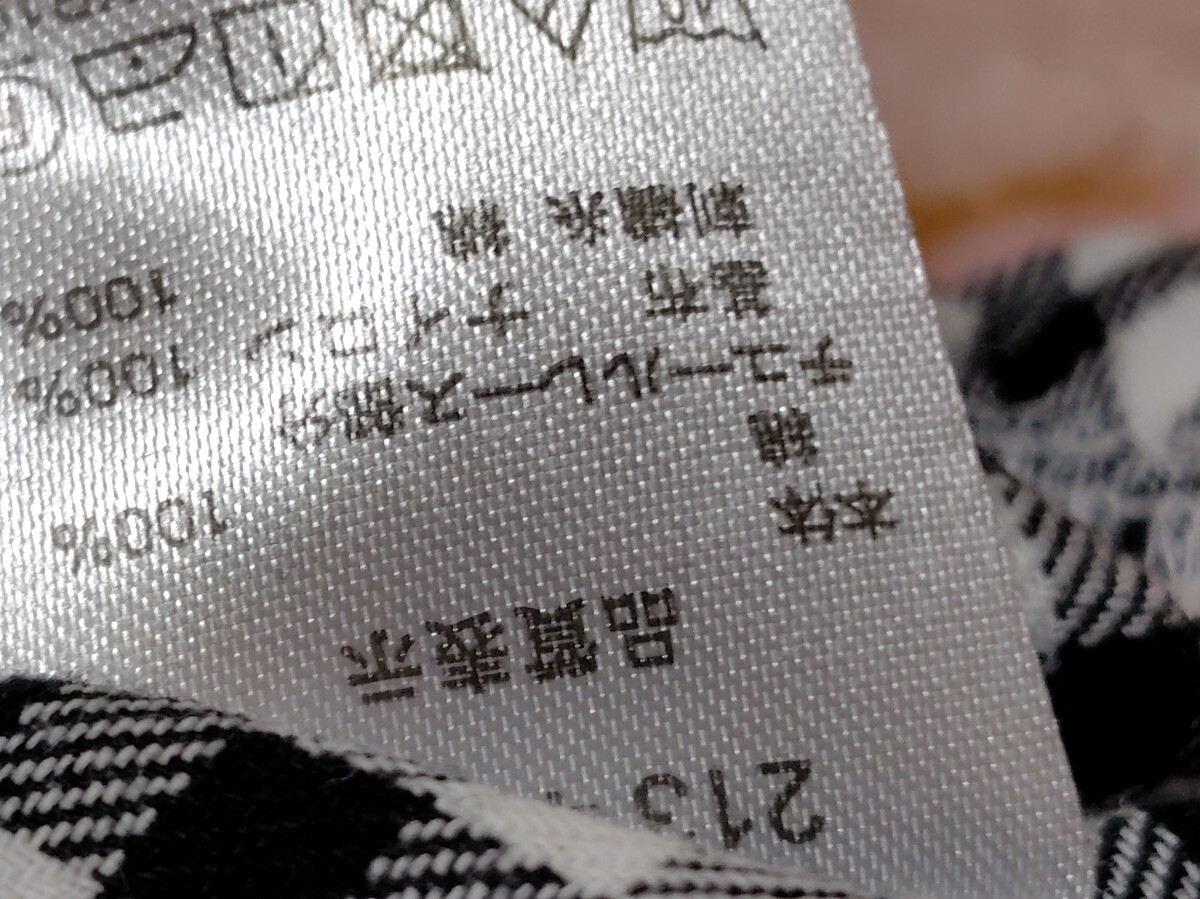 213
品質表示
本体
綿 100%
チュールレース部分
基布 ナイロン 100%
刺繍糸 綿 100%